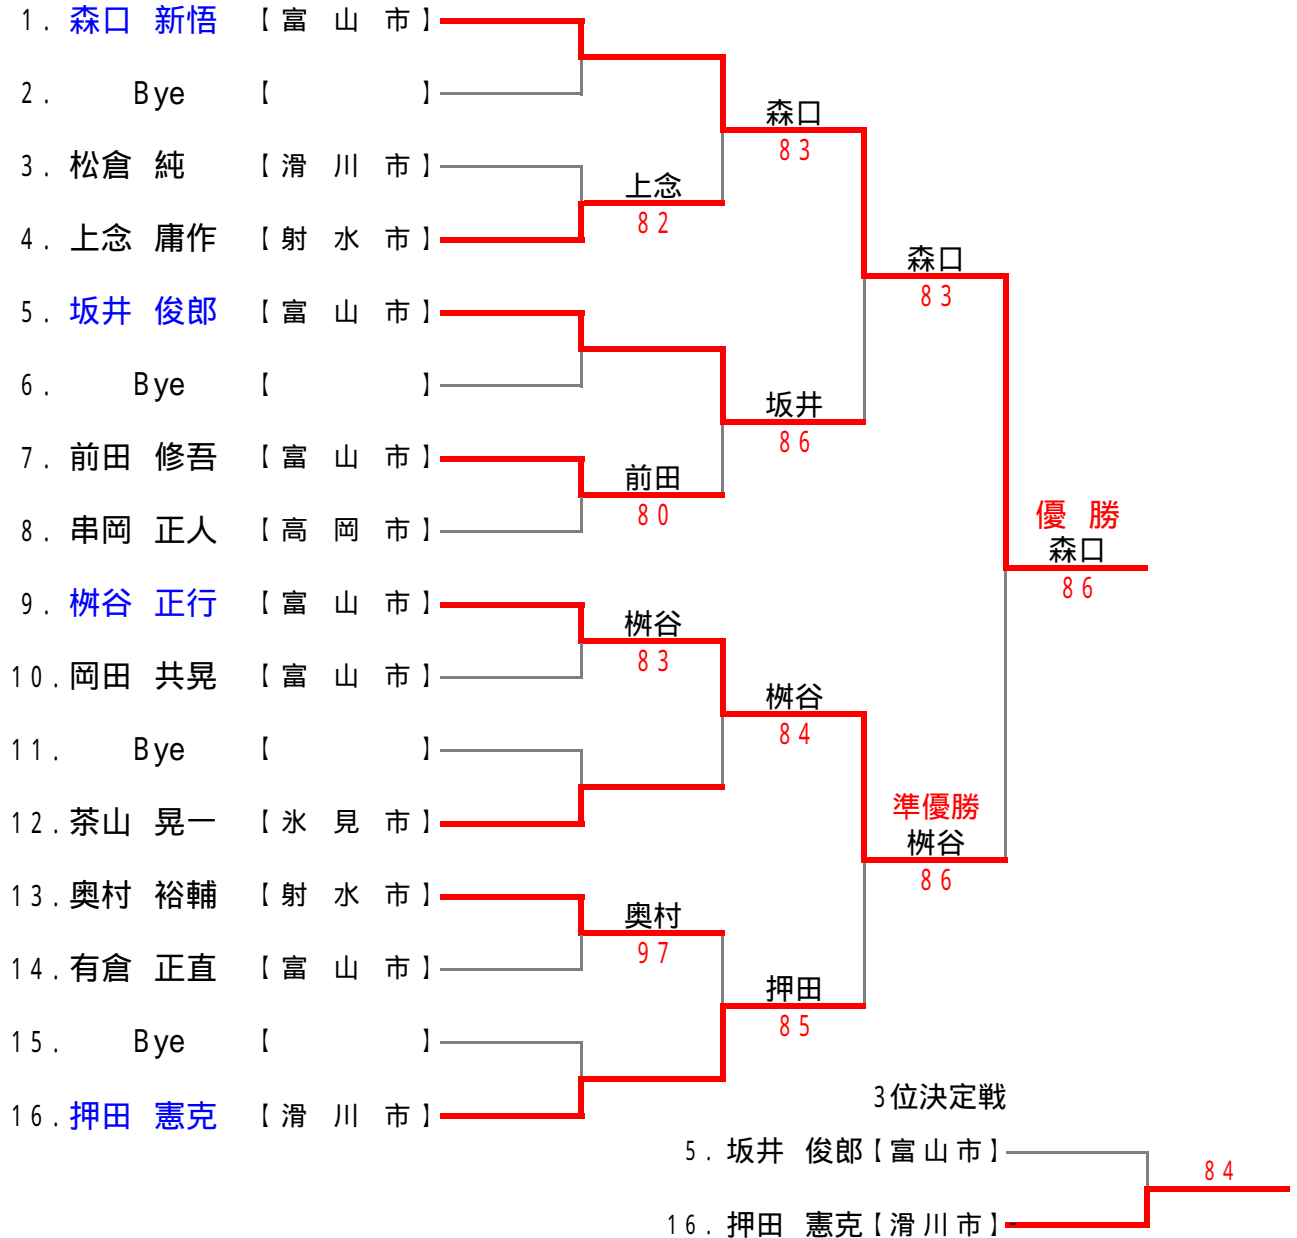 1. 森口 新悟 【富 山 市】
2. Bye 【 】
森口
83
3. 松倉 純 【滑 川 市】
上念
82
4. 上念 庸作 【射 水 市】
森口
83
5. 坂井 俊郎 【富 山 市】
6. Bye 【 】
坂井
86
7. 前田 修吾 【富 山 市】
前田
80
8. 串岡 正人 【高 岡 市】
優 勝
森口
86
9. 桝谷 正行 【富 山 市】
桝谷
83
10. 岡田 共晃 【富 山 市】
桝谷
84
11. Bye 【 】
12. 茶山 晃一 【氷 見 市】
準優勝
桝谷
86
13. 奥村 裕輔 【射 水 市】
奥村
97
14. 有倉 正直 【富 山 市】
押田
85
15. Bye 【 】
16. 押田 憲克 【滑 川 市】
3位決定戦
5. 坂井 俊郎【富山市】
84
16. 押田 憲克【滑川市】